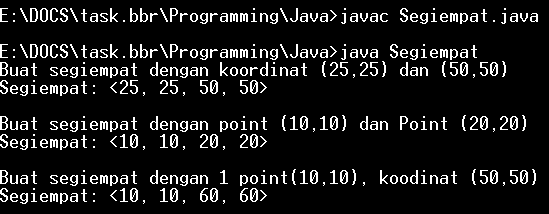 E:\DOCS\task.bbr\Programming\Java>javac Segiempat.java
E:\DOCS\task.bbr\Programming\Java>java Segiempat
Buat segiempat dengan koordinat (25,25) dan (50,50)
Segiempat: <25, 25, 50, 50>
Buat segiempat dengan point (10,10) dan Point (20,20)
Segiempat: <10, 10, 20, 20>
Buat segiempat dengan 1 point(10,10), koodinat (50,50)
Segiempat: <10, 10, 60, 60>